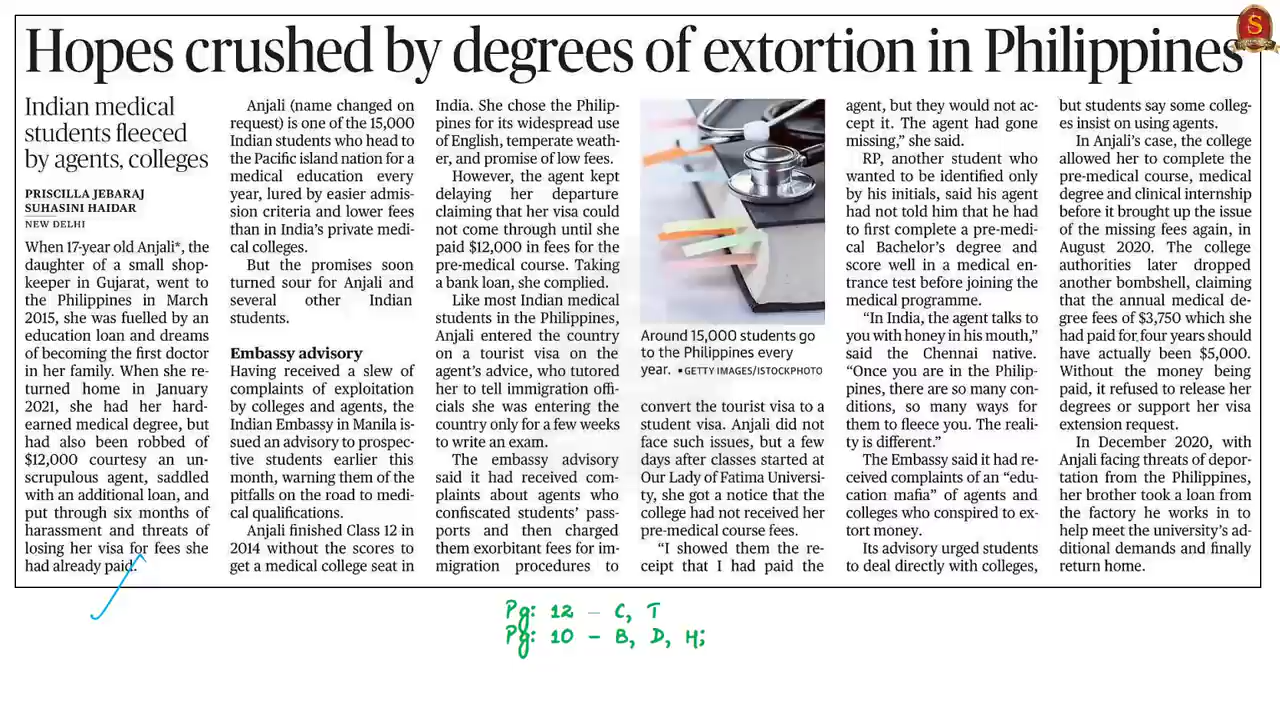 Hopes crushed by degrees of extortion in Philippines
Indian medical
students fleeced
by agents, colleges
PRISCILLA JEBARAJ
SUHASINI HAIDAR
NEW DELHI
When 17-year old Anjali*, the
daughter of a small shop-
keeper in Gujarat, went to
the Philippines in March
2015, she was fuelled by an
education loan and dreams
of becoming the first doctor
in her family. When she re-
turned home in January
2021, she had her hard-
earned medical degree, but
had also been robbed of
$12,000 courtesy an un-
scrupulous agent, saddled
with an additional loan, and
put through six months of
harassment and threats of
losing her visa for fees she
had already paid.
Anjali (name changed on
request) is one of the 15,000
Indian students who head to
the Pacific island nation for a
medical education every
year, lured by easier admis-
sion criteria and lower fees
than in India's private medi-
cal colleges.
But the promises soon
turned sour for Anjali and
several other Indian
students.
Embassy advisory
Having received a slew of
complaints of exploitation
by colleges and agents, the
Indian Embassy in Manila is-
sued an advisory to prospec-
tive students earlier this
month, warning them of the
pitfalls on the road to medi-
cal qualifications.
Anjali finished Class 12 in
2014 without the scores to
get a medical college seat in
India. She chose the Philip-
pines for its widespread use
of English, temperate weath-
er, and promise of low fees.
However, the agent kept
delaying her departure
claiming that her visa could
not come through until she
paid $12,000 in fees for the
pre-medical course. Taking
a bank loan, she complied.
Like most Indian medical
students in the Philippines,
Anjali entered the country
on a tourist visa on the
agent's advice, who tutored
her to tell immigration offi-
cials she was entering the
country only for a few weeks
to write an exam.
The embassy advisory
said it had received com-
plaints about agents who
confiscated students' pass-
ports and then charged
them exorbitant fees for im-
migration procedures to
Around 15,000 students go
to the Philippines every
year. ▪GETTY IMAGES/ISTOCKPHOTO
convert the tourist visa to a
student visa. Anjali did not
face such issues, but a few
days after classes started at
Our Lady of Fatima Universi-
ty, she got a notice that the
college had not received her
pre-medical course fees.
"I showed them the re-
ceipt that I had paid the
agent, but they would not ac-
cept it. The agent had gone
missing," she said.
RP, another student who
wanted to be identified only
by his initials, said his agent
had not told him that he had
to first complete a pre-medi-
cal Bachelor's degree and
score well in a medical en-
trance test before joining the
medical programme.
"In India, the agent talks to
you with honey in his mouth,"
said the Chennai native.
"Once you are in the Philip-
pines, there are so many con-
ditions, so many ways for
them to fleece you. The reali-
ty is different."
The Embassy said it had re-
ceived complaints of an "edu-
cation mafia" of agents and
colleges who conspired to ex-
tort money.
Its advisory urged students
to deal directly with colleges,
but students say some colleg-
es insist on using agents.
In Anjali's case, the college
allowed her to complete the
pre-medical course, medical
degree and clinical internship
before it brought up the issue
of the missing fees again, in
August 2020. The college
authorities later dropped
another bombshell, claiming
that the annual medical de-
gree fees of $3,750 which she
had paid for four years should
have actually been $5,000.
Without the money being
paid, it refused to release her
degrees or support her visa
extension request.
In December 2020, with
Anjali facing threats of depor-
tation from the Philippines,
her brother took a loan from
the factory he works in to
help meet the university's ad-
ditional demands and finally
return home.
Pg: 12 – C, T
Pg: 10 – B, D, H;